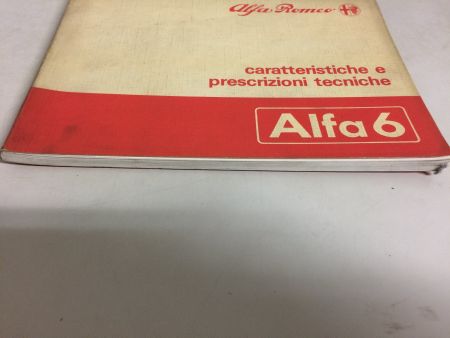 Alfa Romeo
caratteristiche e
prescrizioni tecniche
Alfa 6